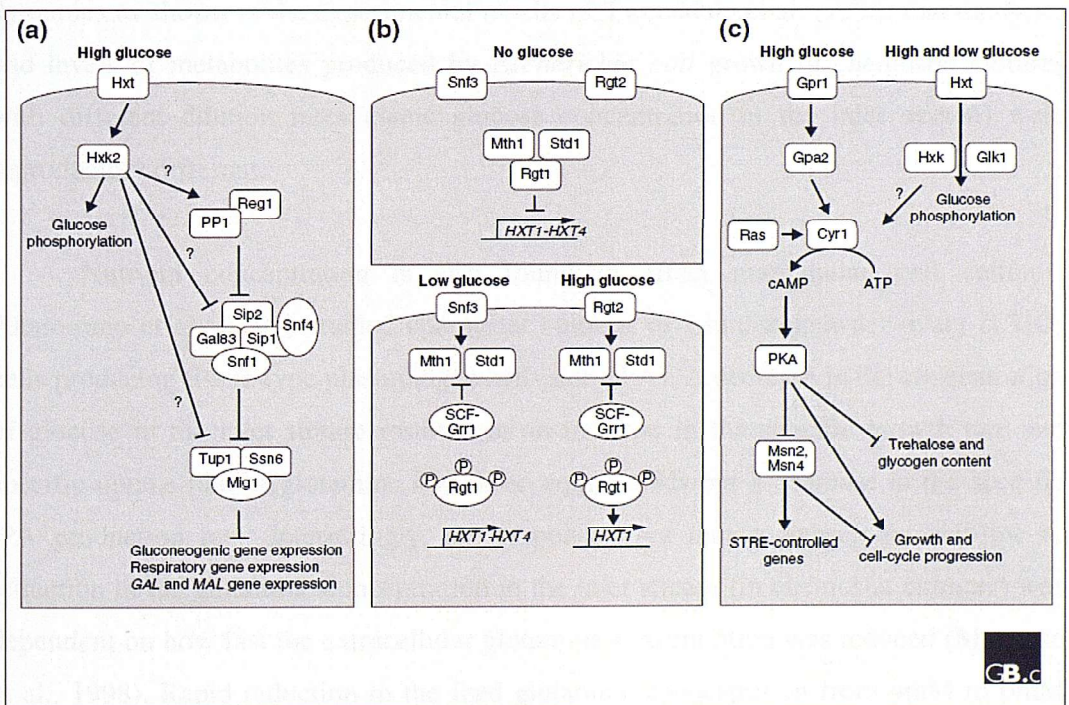 (a)
High glucose
Hxt
Hxk2
?
Reg1
PP1
Glucose
phosphorylation
?
Sip2
Snf4
Gal83
Sip1
Snf1
?
Tup1
Ssn6
Mig1
Gluconeogenic gene expression
Respiratory gene expression
GAL and MAL gene expression
(b)
No glucose
Snf3
Rgt2
Mth1
Std1
Rgt1
HXT1-HXT4
Low glucose
Snf3
Mth1
Std1
SCF-
Grr1
P
P
P
Rgt1
HXT1-HXT4
High glucose
Rgt2
Mth1
Std1
SCF-
Grr1
P
P
P
Rgt1
HXT1
(c)
High glucose
Gpr1
Gpa2
Ras
Cyr1
cAMP
ATP
PKA
Msn2,
Msn4
Trehalose and
glycogen content
STRE-controlled
genes
Growth and
cell-cycle progression
High and low glucose
Hxt
Hxk
Glk1
?
Glucose
phosphorylation
GB.c